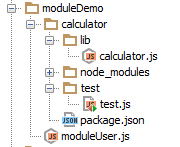 moduleDemo
calculator
lib
calculator.js
node_modules
test
test.js
package.json
moduleUser.js